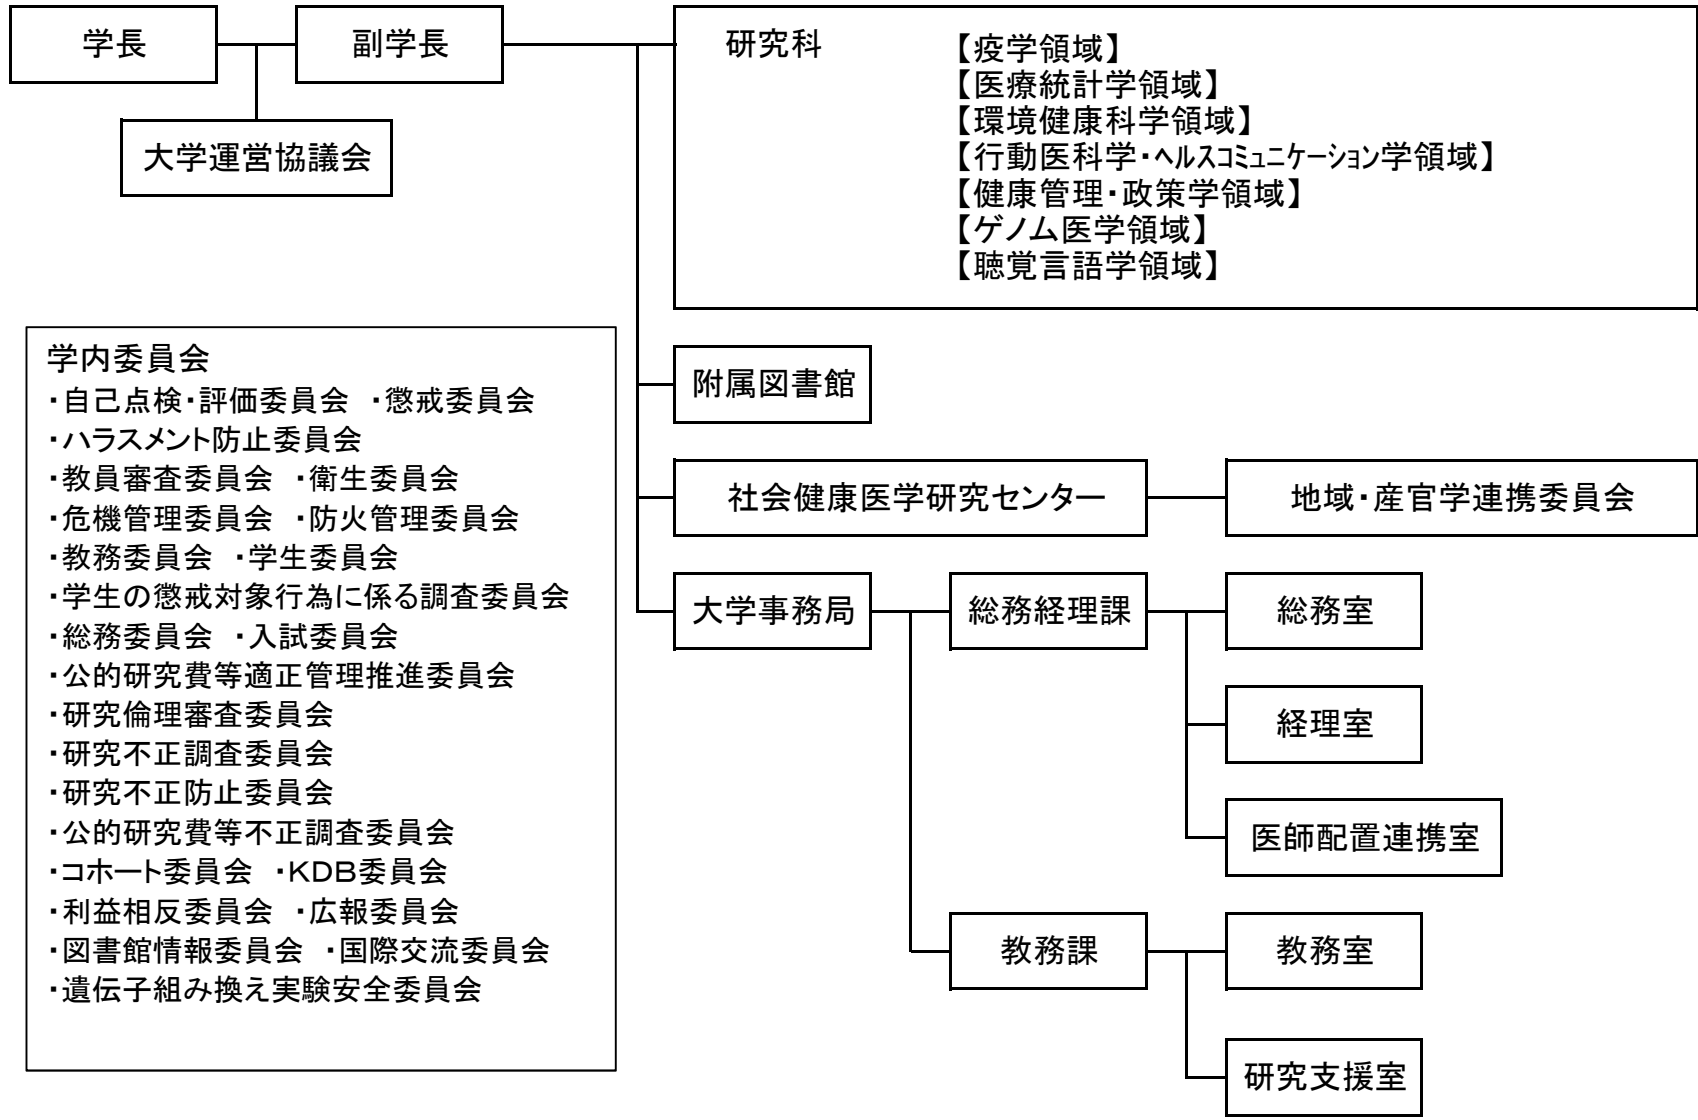 学長
副学長
大学運営協議会
研究科
【疫学領域】
【医療統計学領域】
【環境健康科学領域】
【行動医科学・ヘルスコミュニケーション学領域】
【健康管理・政策学領域】
【ゲノム医学領域】
【聴覚言語学領域】
学内委員会
・自己点検・評価委員会 ・懲戒委員会
・ハラスメント防止委員会
・教員審査委員会 ・衛生委員会
・危機管理委員会 ・防火管理委員会
・教務委員会 ・学生委員会
・学生の懲戒対象行為に係る調査委員会
・総務委員会 ・入試委員会
・公的研究費等適正管理推進委員会
・研究倫理審査委員会
・研究不正調査委員会
・研究不正防止委員会
・公的研究費等不正調査委員会
・コホート委員会 ・KDB委員会
・利益相反委員会 ・広報委員会
・図書館情報委員会 ・国際交流委員会
・遺伝子組み換え実験安全委員会
附属図書館
社会健康医学研究センター
地域・産官学連携委員会
大学事務局
総務経理課
総務室
経理室
医師配置連携室
教務課
教務室
研究支援室